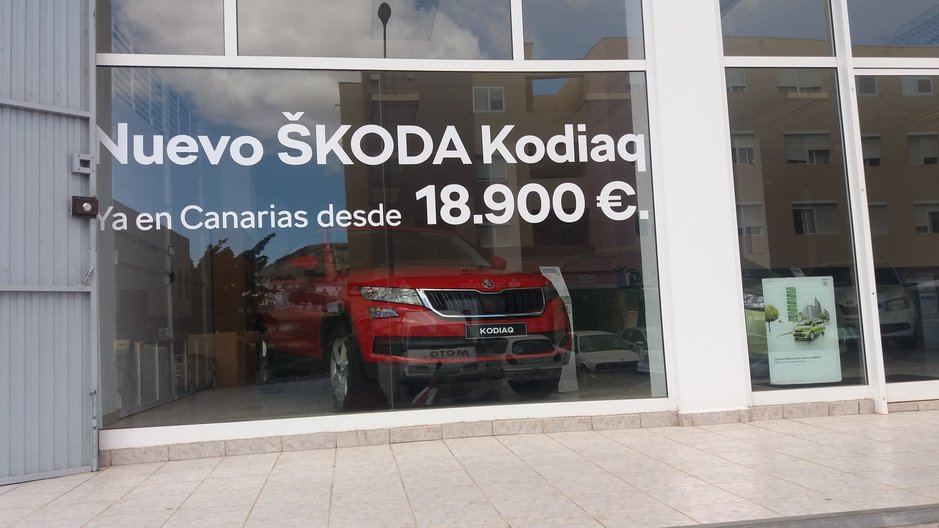 Nuevo ŠKODA Kodiaq
Ya en Canarias desde 18.900 €.
KODIAQ